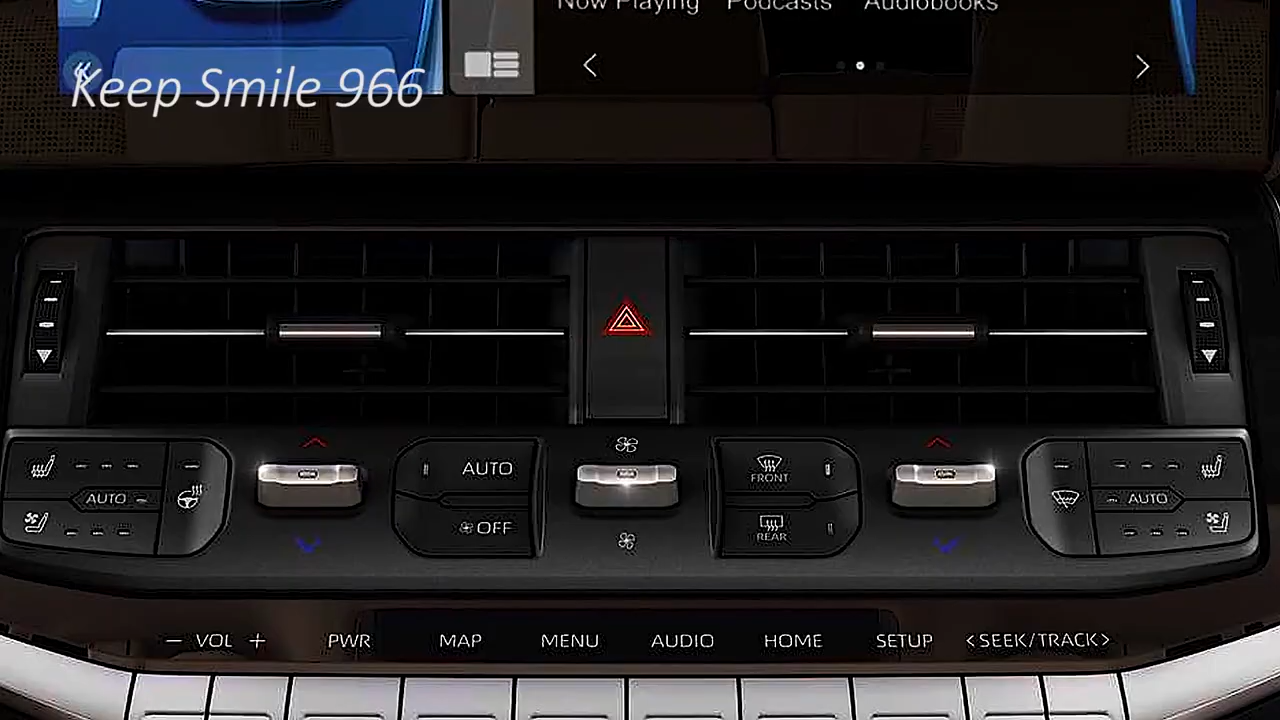 Now Playing Podcasts Audiobooks
Keep Smile 966
AUTO
OFF
FRONT
REAR
AUTO
AUTO
− VOL + PWR MAP MENU AUDIO HOME SETUP <SEEK/TRACK>